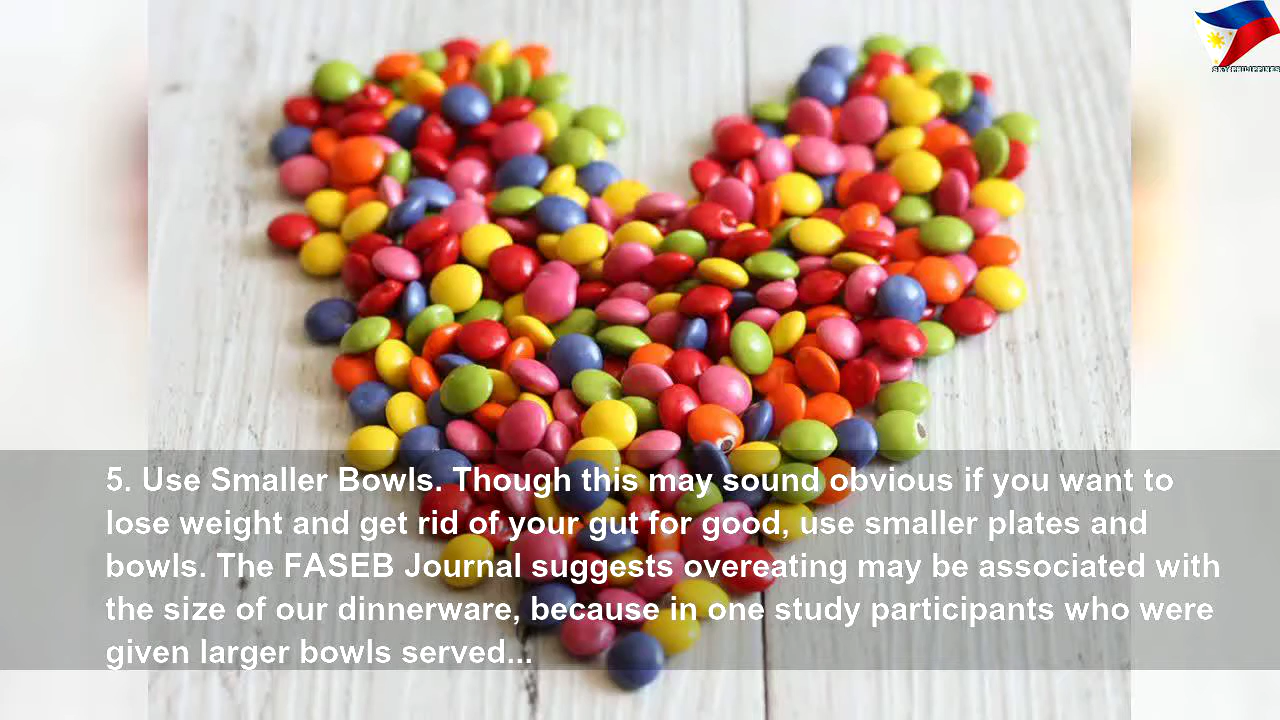 SKYPHILIPPINES
5. Use Smaller Bowls. Though this may sound obvious if you want to
lose weight and get rid of your gut for good, use smaller plates and
bowls. The FASEB Journal suggests overeating may be associated with
the size of our dinnerware, because in one study participants who were
given larger bowls served...